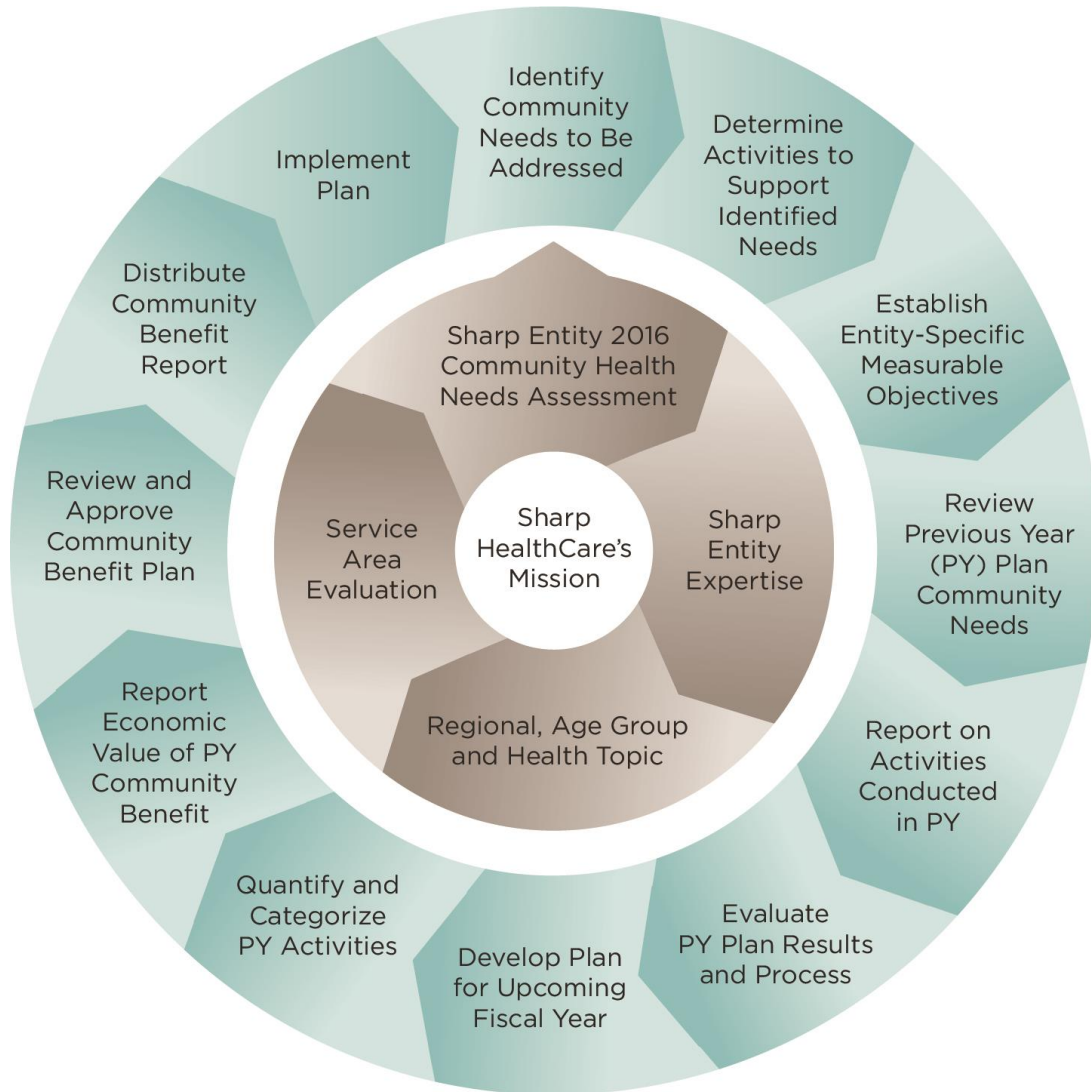 Identify
Community
Needs to Be
Addressed
Determine
Activities to
Support
Identified
Needs
Establish
Entity-Specific
Measurable
Objectives
Review
Previous Year
(PY) Plan
Community
Needs
Report on
Activities
Conducted
in PY
Evaluate
PY Plan Results
and Process
Develop Plan
for Upcoming
Fiscal Year
Quantify and
Categorize
PY Activities
Report
Economic
Value of PY
Community
Benefit
Review and
Approve
Community
Benefit Plan
Distribute
Community
Benefit
Report
Implement
Plan
Sharp Entity 2016
Community Health
Needs Assessment
Sharp
Entity
Expertise
Regional, Age Group
and Health Topic
Service
Area
Evaluation
Sharp
HealthCare’s
Mission